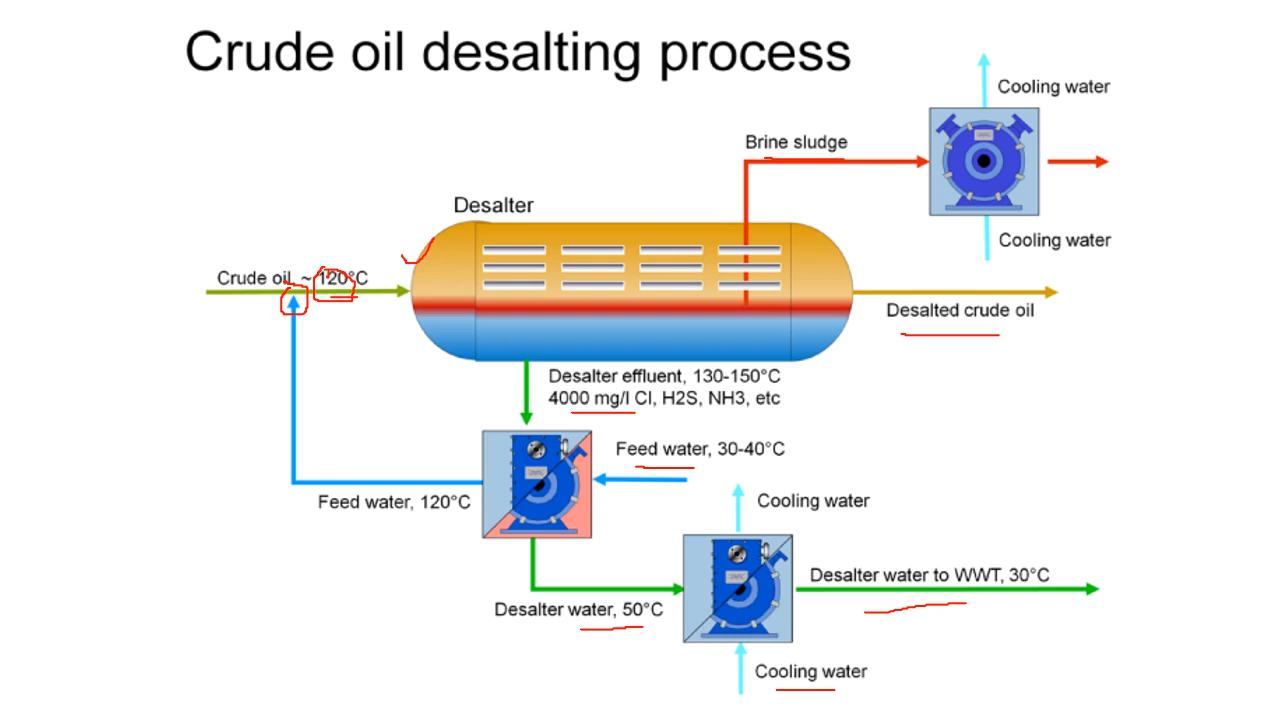 Crude oil desalting process
Cooling water
Brine sludge
Cooling water
Desalter
Crude oil, ~ 120°C
Desalted crude oil
Desalter effluent, 130-150°C
4000 mg/l Cl, H2S, NH3, etc
Feed water, 30-40°C
Feed water, 120°C
Cooling water
Desalter water to WWT, 30°C
Desalter water, 50°C
Cooling water